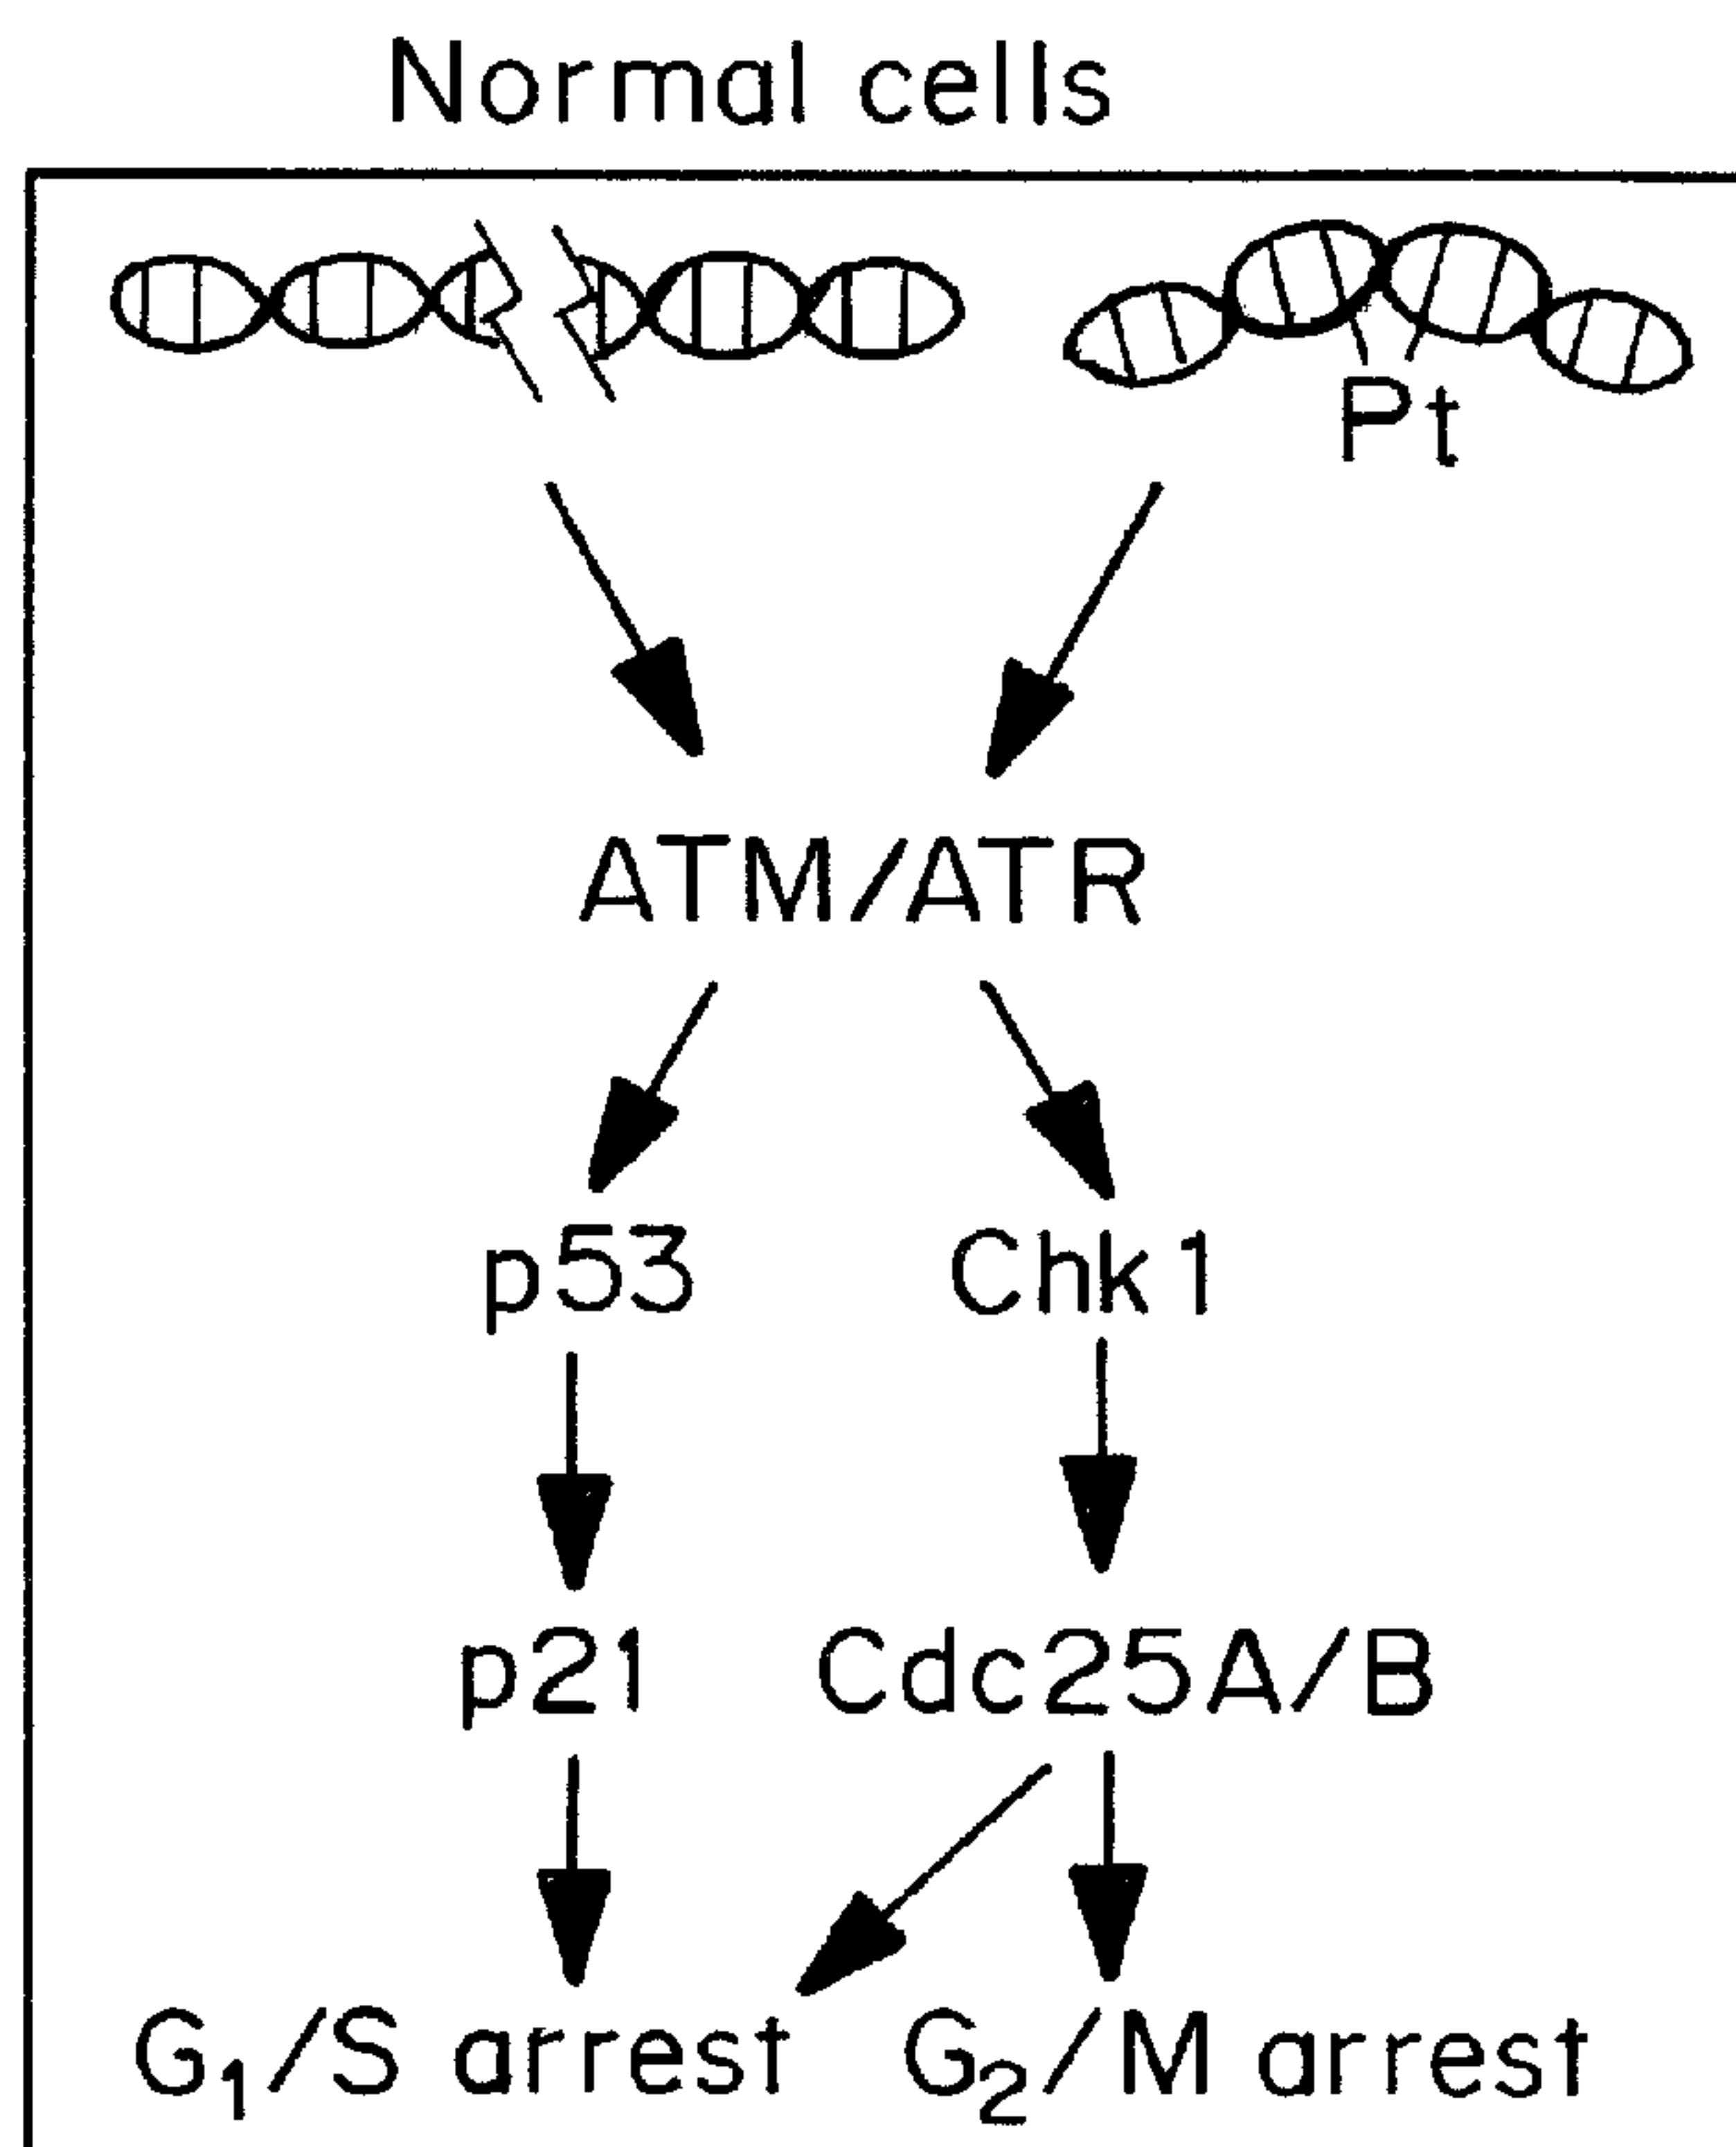 Normal cells
Pt
ATM/ATR
p53 Chk1
p21 Cdc25A/B
G₁/S arrest G₂/M arrest